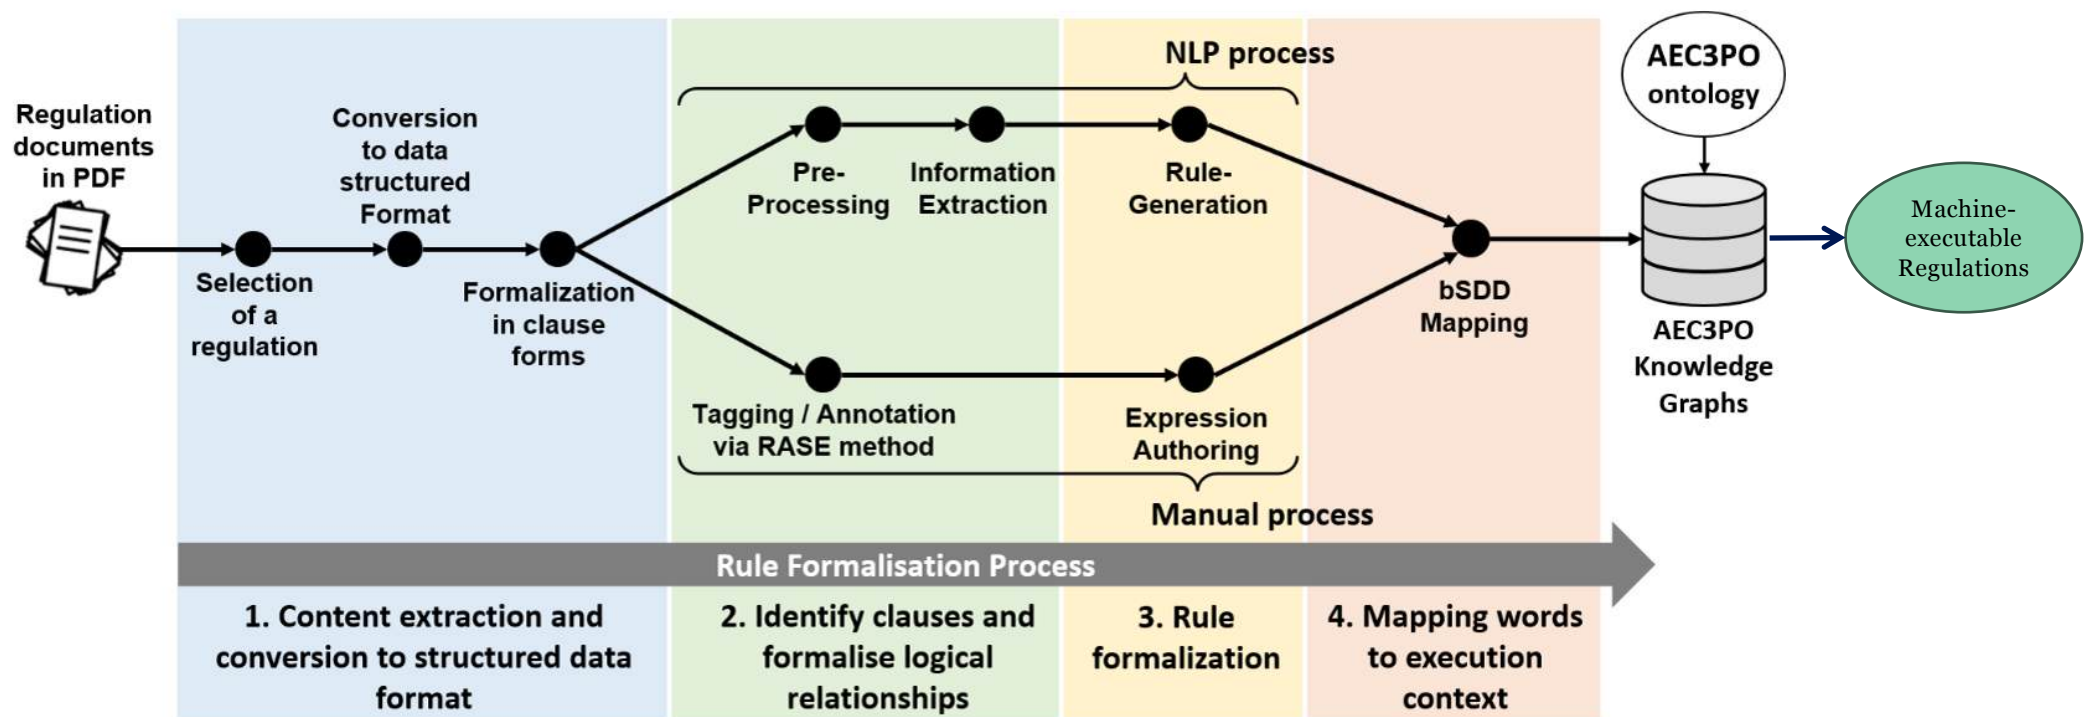 Regulation
documents
in PDF
Selection
of a
regulation
Conversion
to data
structured
Format
Formalization
in clause
forms
NLP process
Pre-
Processing
Information
Extraction
Rule-
Generation
Tagging / Annotation
via RASE method
Expression
Authoring
Manual process
bSDD
Mapping
AEC3PO
ontology
AEC3PO
Knowledge
Graphs
Machine-
executable
Regulations
Rule Formalisation Process
1. Content extraction and
conversion to structured data
format
2. Identify clauses and
formalise logical
relationships
3. Rule
formalization
4. Mapping words
to execution
context